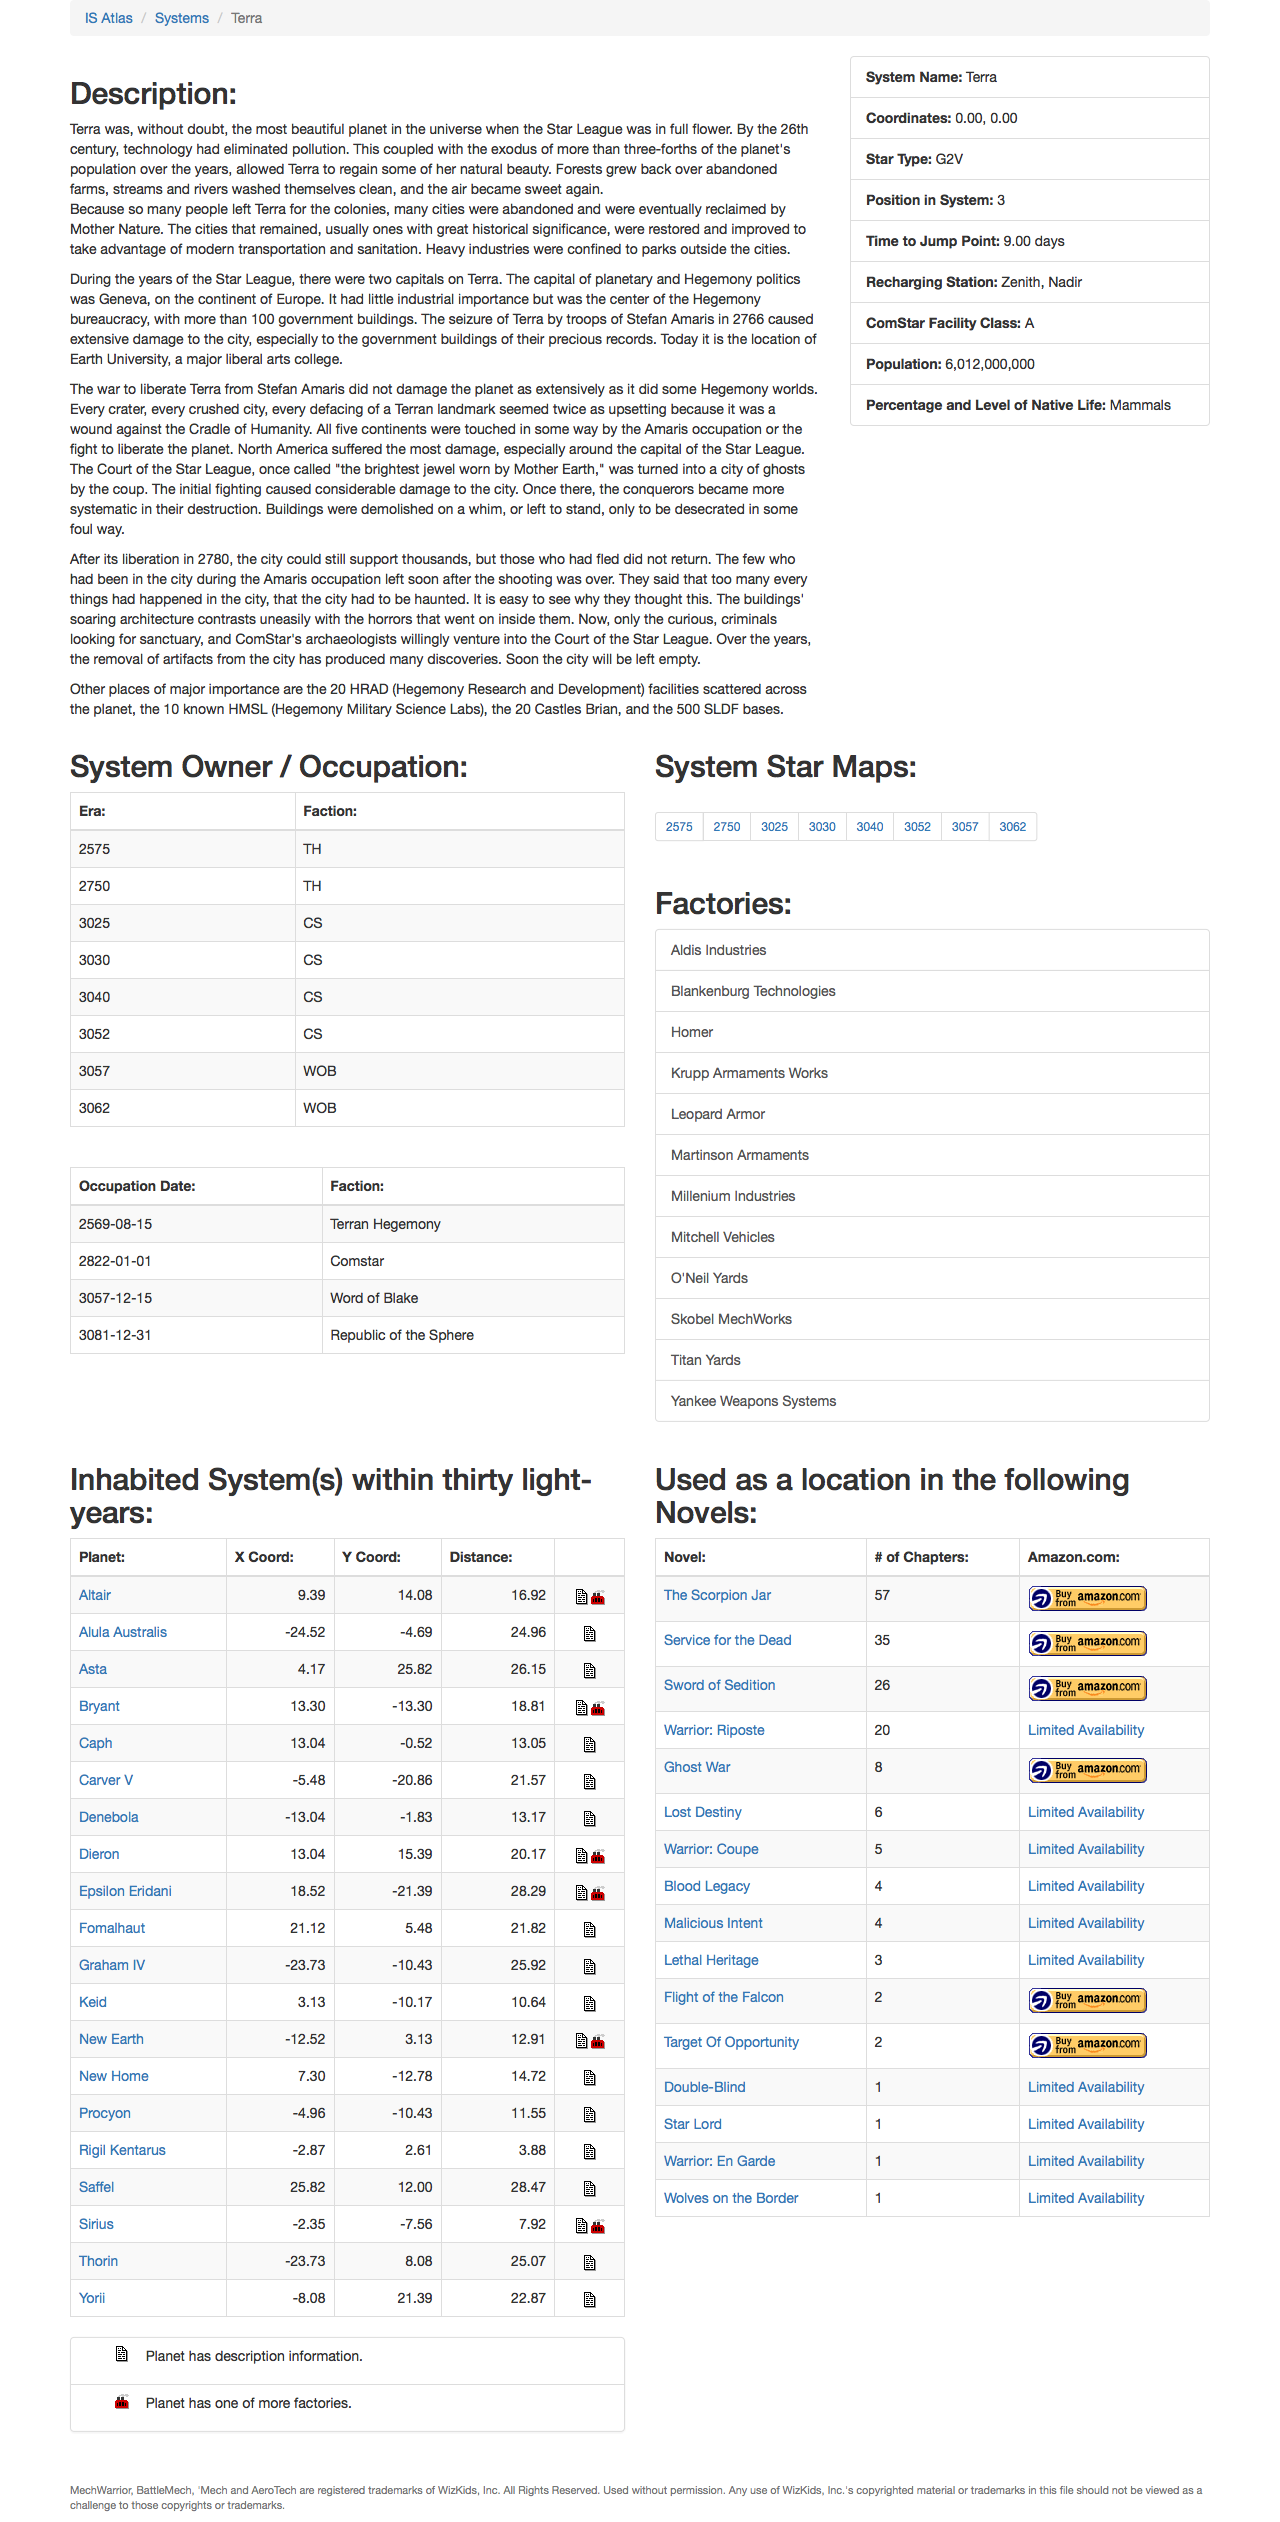 IS Atlas / Systems / Terra
Description:
Terra was, without doubt, the most beautiful planet in the universe when the Star League was in full flower. By the 26th
century, technology had eliminated pollution. This coupled with the exodus of more than three-forths of the planet's
population over the years, allowed Terra to regain some of her natural beauty. Forests grew back over abandoned
farms, streams and rivers washed themselves clean, and the air became sweet again.
Because so many people left Terra for the colonies, many cities were abandoned and were eventually reclaimed by
Mother Nature. The cities that remained, usually ones with great historical significance, were restored and improved to
take advantage of modern transportation and sanitation. Heavy industries were confined to parks outside the cities.
During the years of the Star League, there were two capitals on Terra. The capital of planetary and Hegemony politics
was Geneva, on the continent of Europe. It had little industrial importance but was the center of the Hegemony
bureaucracy, with more than 100 government buildings. The seizure of Terra by troops of Stefan Amaris in 2766 caused
extensive damage to the city, especially to the government buildings of their precious records. Today it is the location of
Earth University, a major liberal arts college.
The war to liberate Terra from Stefan Amaris did not damage the planet as extensively as it did some Hegemony worlds.
Every crater, every crushed city, every defacing of a Terran landmark seemed twice as upsetting because it was a
wound against the Cradle of Humanity. All five continents were touched in some way by the Amaris occupation or the
fight to liberate the planet. North America suffered the most damage, especially around the capital of the Star League.
The Court of the Star League, once called "the brightest jewel worn by Mother Earth," was turned into a city of ghosts
by the coup. The initial fighting caused considerable damage to the city. Once there, the conquerors became more
systematic in their destruction. Buildings were demolished on a whim, or left to stand, only to be desecrated in some
foul way.
After its liberation in 2780, the city could still support thousands, but those who had fled did not return. The few who
had been in the city during the Amaris occupation left soon after the shooting was over. They said that too many every
things had happened in the city, that the city had to be haunted. It is easy to see why they thought this. The buildings'
soaring architecture contrasts uneasily with the horrors that went on inside them. Now, only the curious, criminals
looking for sanctuary, and ComStar's archaeologists willingly venture into the Court of the Star League. Over the years,
the removal of artifacts from the city has produced many discoveries. Soon the city will be left empty.
Other places of major importance are the 20 HRAD (Hegemony Research and Development) facilities scattered across
the planet, the 10 known HMSL (Hegemony Military Science Labs), the 20 Castles Brian, and the 500 SLDF bases.
System Name: Terra
Coordinates: 0.00, 0.00
Star Type: G2V
Position in System: 3
Time to Jump Point: 9.00 days
Recharging Station: Zenith, Nadir
ComStar Facility Class: A
Population: 6,012,000,000
Percentage and Level of Native Life: Mammals
System Owner / Occupation:
Era: Faction:
2575 TH
2750 TH
3025 CS
3030 CS
3040 CS
3052 CS
3057 WOB
3062 WOB
Occupation Date: Faction:
2569-08-15 Terran Hegemony
2822-01-01 Comstar
3057-12-15 Word of Blake
3081-12-31 Republic of the Sphere
System Star Maps:
2575 2750 3025 3030 3040 3052 3057 3062
Factories:
Aldis Industries
Blankenburg Technologies
Homer
Krupp Armaments Works
Leopard Armor
Martinson Armaments
Millenium Industries
Mitchell Vehicles
O'Neil Yards
Skobel MechWorks
Titan Yards
Yankee Weapons Systems
Inhabited System(s) within thirty light-
years:
Planet: X Coord: Y Coord: Distance:
Altair 9.39 14.08 16.92
Alula Australis -24.52 -4.69 24.96
Asta 4.17 25.82 26.15
Bryant 13.30 -13.30 18.81
Caph 13.04 -0.52 13.05
Carver V -5.48 -20.86 21.57
Denebola -13.04 -1.83 13.17
Dieron 13.04 15.39 20.17
Epsilon Eridani 18.52 -21.39 28.29
Fomalhaut 21.12 5.48 21.82
Graham IV -23.73 -10.43 25.92
Keid 3.13 -10.17 10.64
New Earth -12.52 3.13 12.91
New Home 7.30 -12.78 14.72
Procyon -4.96 -10.43 11.55
Rigil Kentarus -2.87 2.61 3.88
Saffel 25.82 12.00 28.47
Sirius -2.35 -7.56 7.92
Thorin -23.73 8.08 25.07
Yorii -8.08 21.39 22.87
Planet has description information.
Planet has one of more factories.
Used as a location in the following
Novels:
Novel: # of Chapters: Amazon.com:
The Scorpion Jar 57 Buy from amazon.com
Service for the Dead 35 Buy from amazon.com
Sword of Sedition 26 Buy from amazon.com
Warrior: Riposte 20 Limited Availability
Ghost War 8 Buy from amazon.com
Lost Destiny 6 Limited Availability
Warrior: Coupe 5 Limited Availability
Blood Legacy 4 Limited Availability
Malicious Intent 4 Limited Availability
Lethal Heritage 3 Limited Availability
Flight of the Falcon 2 Buy from amazon.com
Target Of Opportunity 2 Buy from amazon.com
Double-Blind 1 Limited Availability
Star Lord 1 Limited Availability
Warrior: En Garde 1 Limited Availability
Wolves on the Border 1 Limited Availability
MechWarrior, BattleMech, 'Mech and AeroTech are registered trademarks of WizKids, Inc. All Rights Reserved. Used without permission. Any use of WizKids, Inc.'s copyrighted material or trademarks in this file should not be viewed as a
challenge to those copyrights or trademarks.